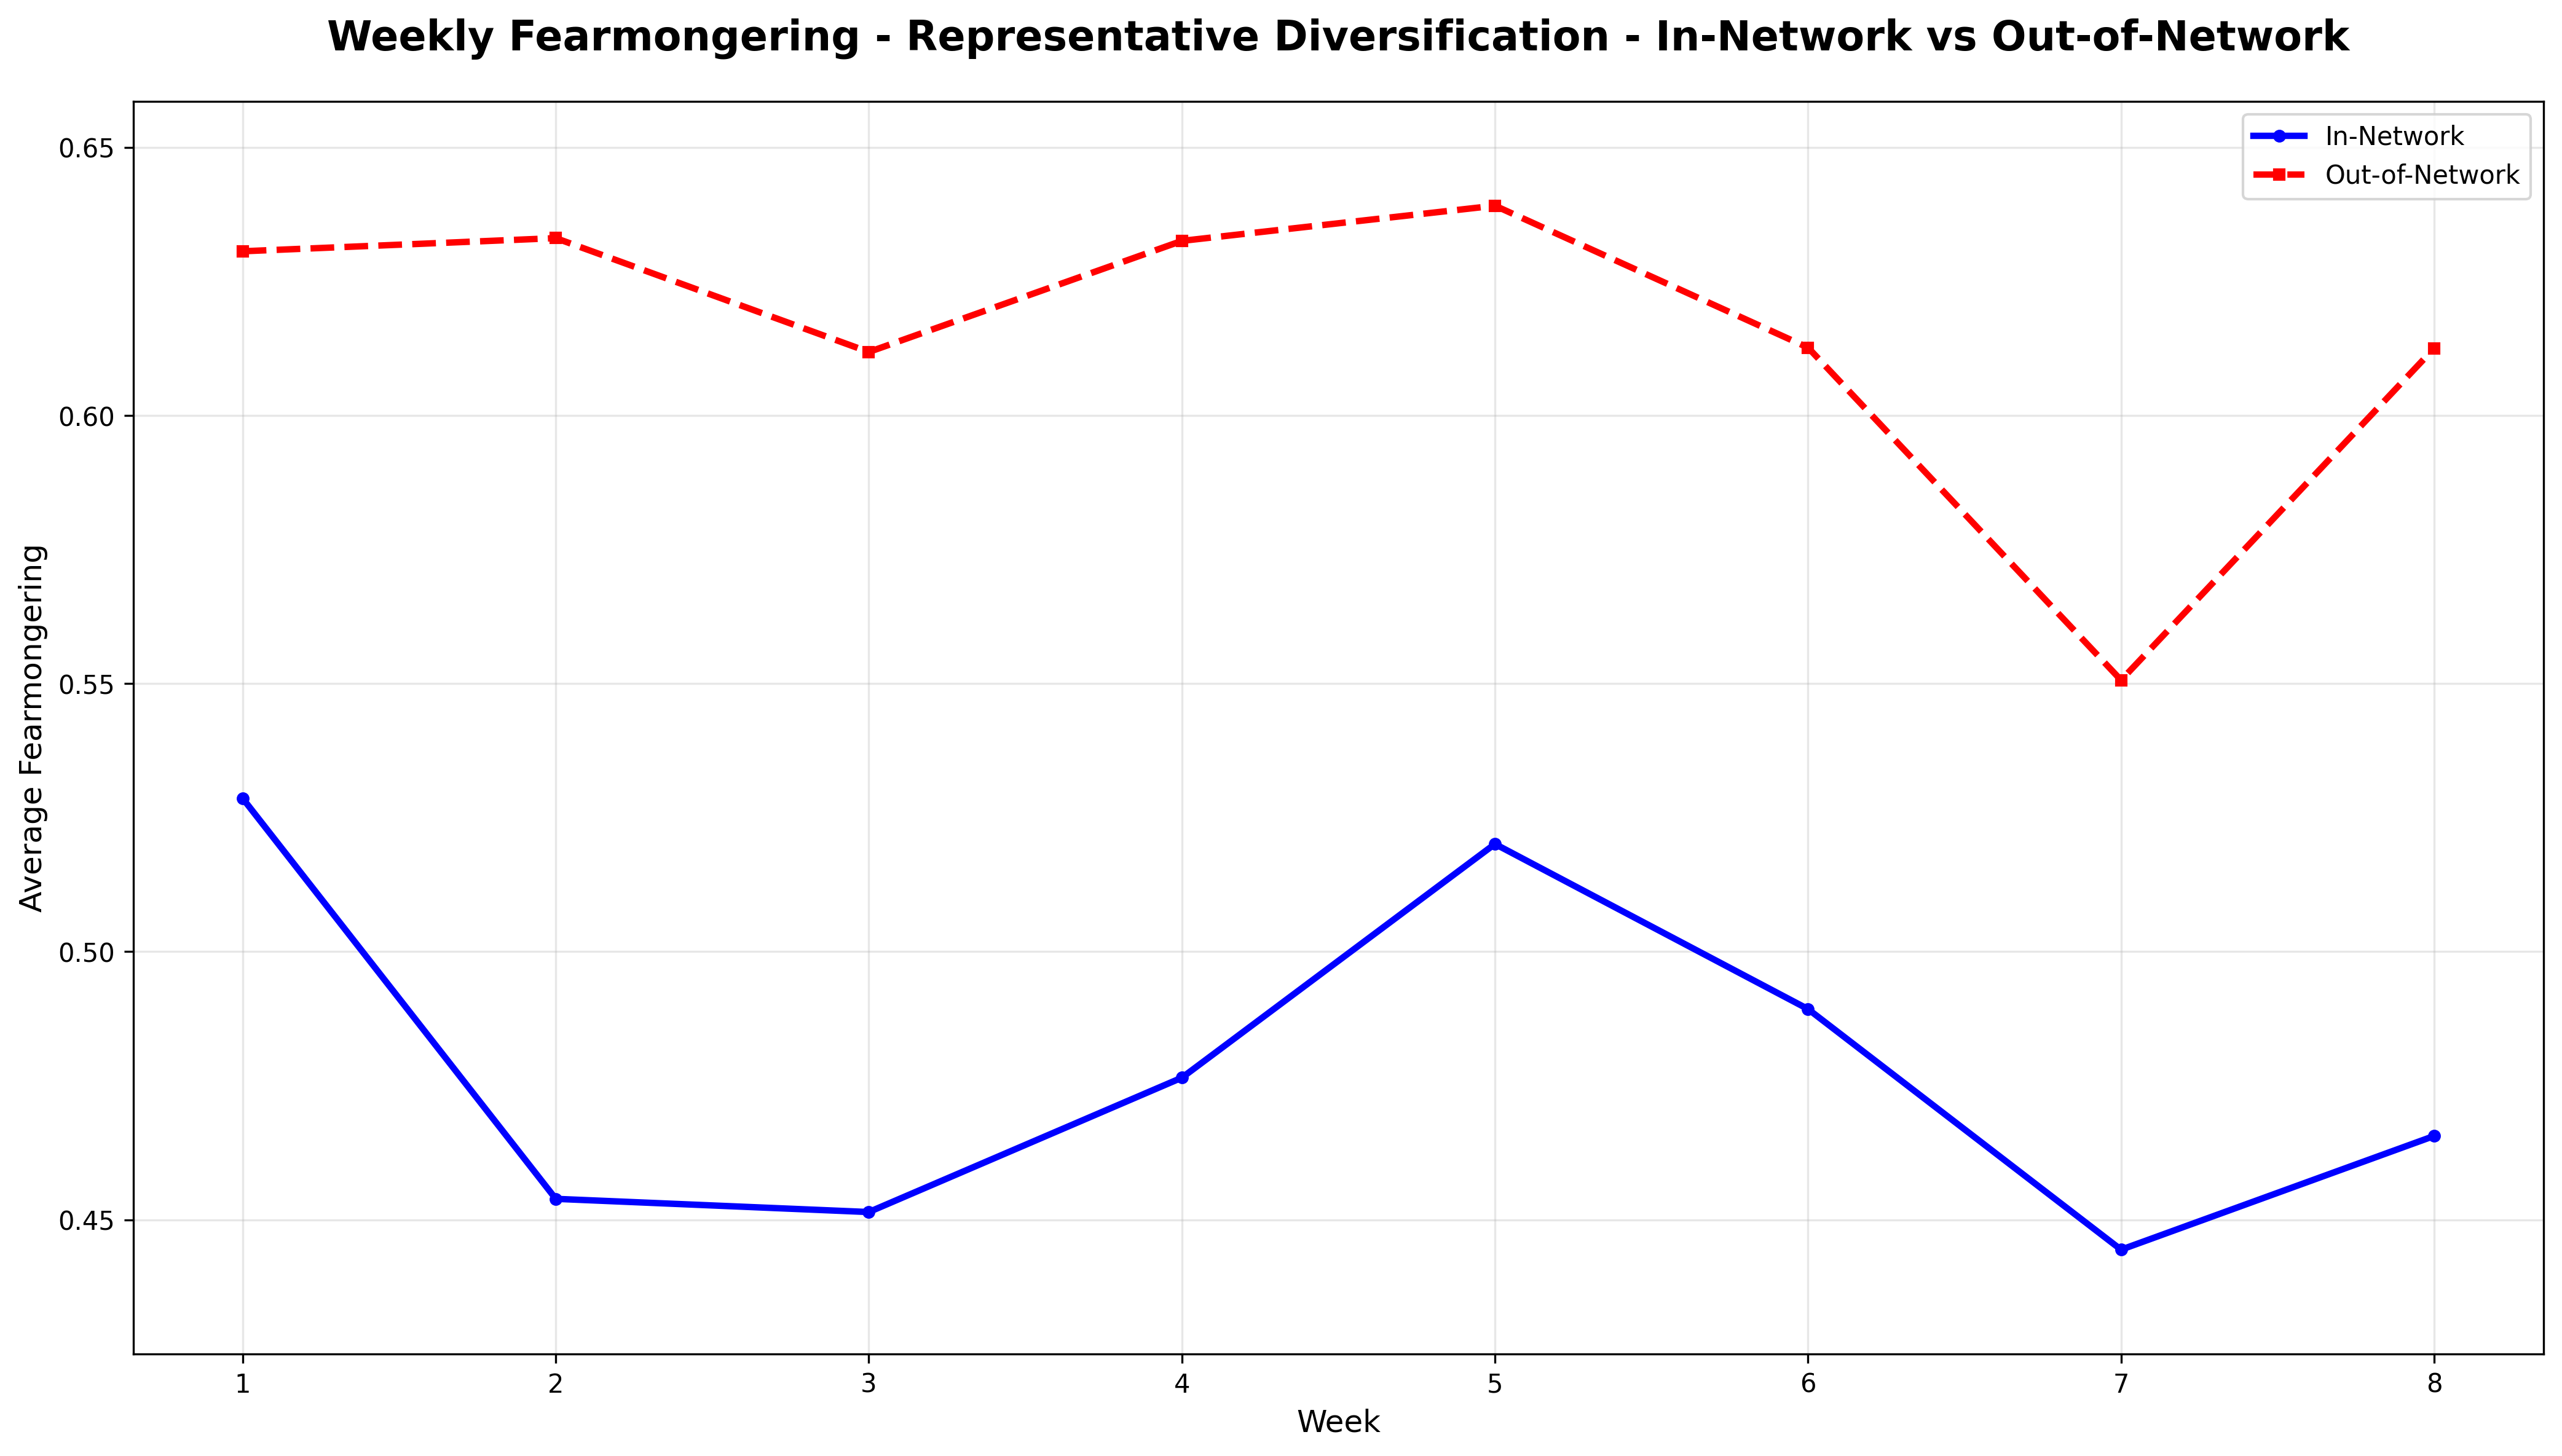 Weekly Fearmongering - Representative Diversification - In-Network vs Out-of-Network
In-Network
Out-of-Network
Average Fearmongering
0.65
0.60
0.55
0.50
0.45
1 2 3 4 5 6 7 8
Week